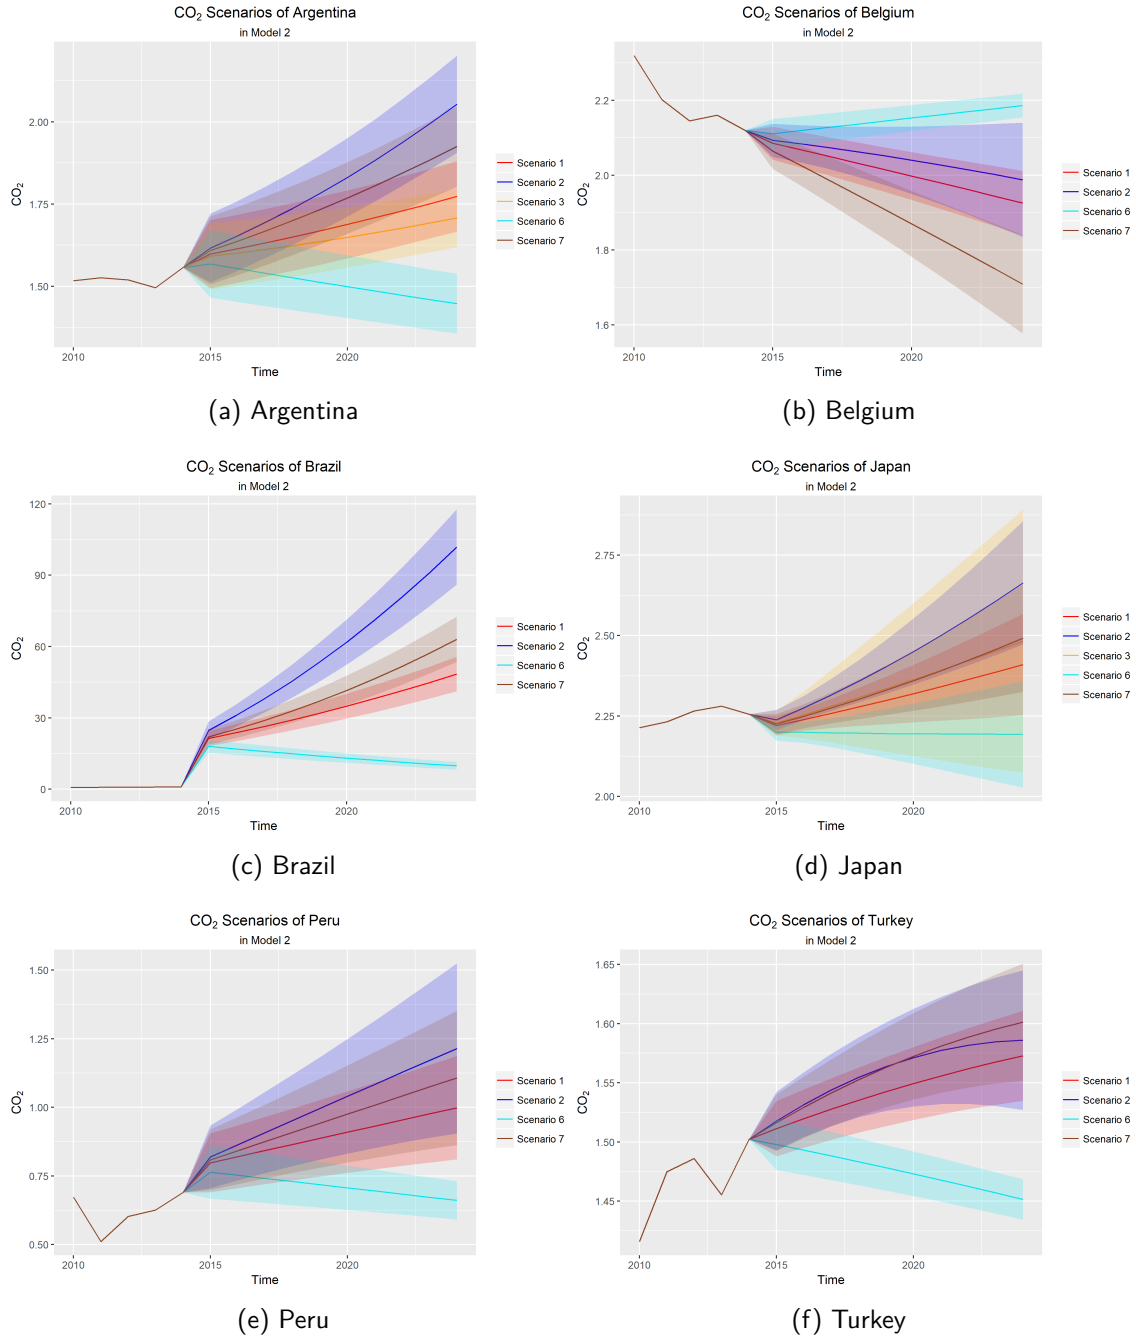 CO₂ Scenarios of Argentina
in Model 2
2.00
1.75
1.50
CO₂
2010
2015
2020
Time
Scenario 1
Scenario 2
Scenario 3
Scenario 6
Scenario 7
(a) Argentina
CO₂ Scenarios of Belgium
in Model 2
2.2
2.0
1.8
1.6
CO₂
2010
2015
2020
Time
Scenario 1
Scenario 2
Scenario 6
Scenario 7
(b) Belgium
CO₂ Scenarios of Brazil
in Model 2
120
90
60
30
0
CO₂
2010
2015
2020
Time
Scenario 1
Scenario 2
Scenario 6
Scenario 7
(c) Brazil
CO₂ Scenarios of Japan
in Model 2
2.75
2.50
2.25
2.00
CO₂
2010
2015
2020
Time
Scenario 1
Scenario 2
Scenario 3
Scenario 6
Scenario 7
(d) Japan
CO₂ Scenarios of Peru
in Model 2
1.50
1.25
1.00
0.75
0.50
CO₂
2010
2015
2020
Time
Scenario 1
Scenario 2
Scenario 6
Scenario 7
(e) Peru
CO₂ Scenarios of Turkey
in Model 2
1.65
1.60
1.55
1.50
1.45
CO₂
2010
2015
2020
Time
Scenario 1
Scenario 2
Scenario 6
Scenario 7
(f) Turkey